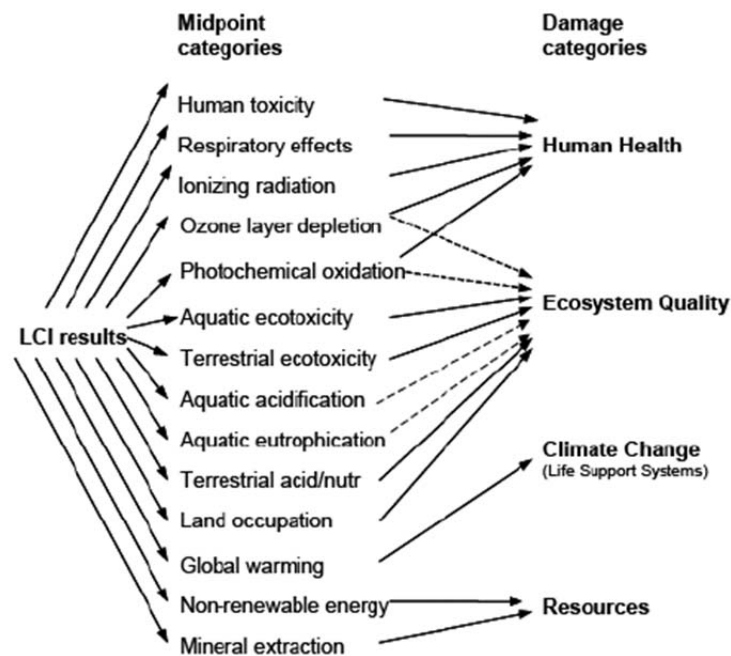 Midpoint
categories
Damage
categories
Human toxicity
Respiratory effects
Human Health
Ionizing radiation
Ozone layer depletion
Photochemical oxidation
Ecosystem Quality
Aquatic ecotoxicity
LCI results
Terrestrial ecotoxicity
Aquatic acidification
Aquatic eutrophication
Climate Change
(Life Support Systems)
Terrestrial acid/nutr
Land occupation
Global warming
Non-renewable energy
Resources
Mineral extraction